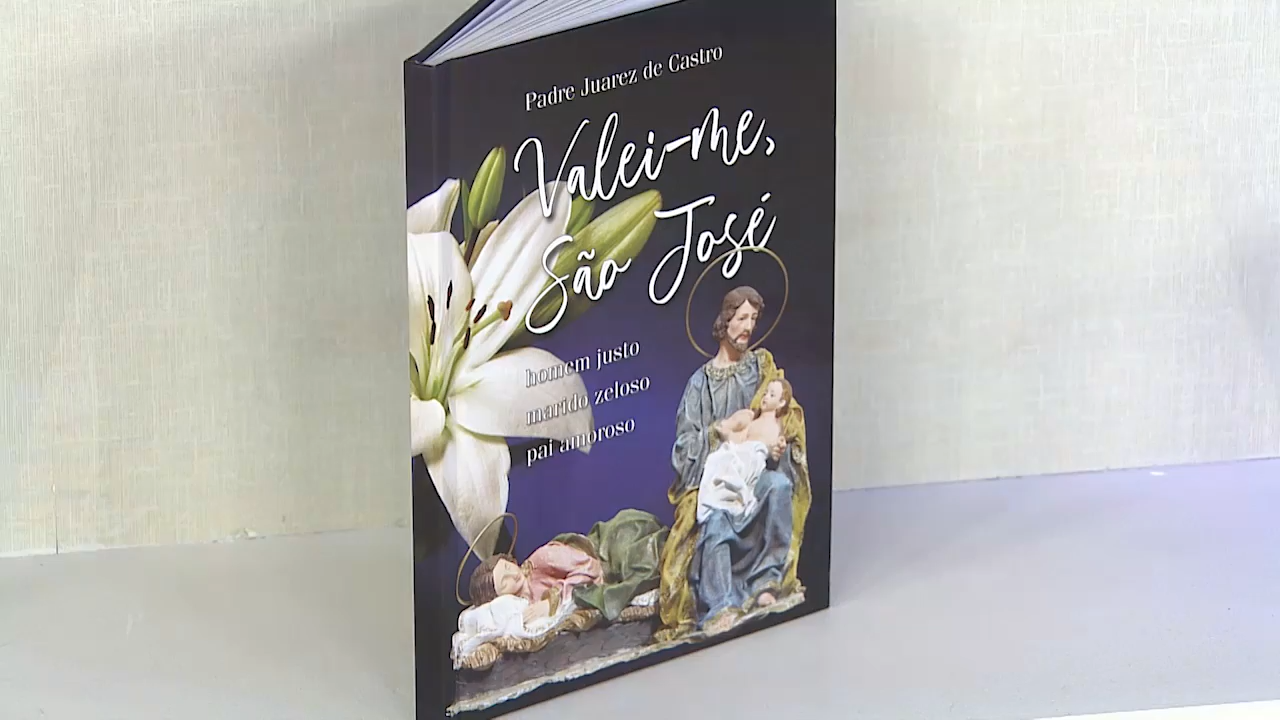 Padre Juarez de Castro
Valei-me,
São José
homem justo
marido zeloso
pai amoroso